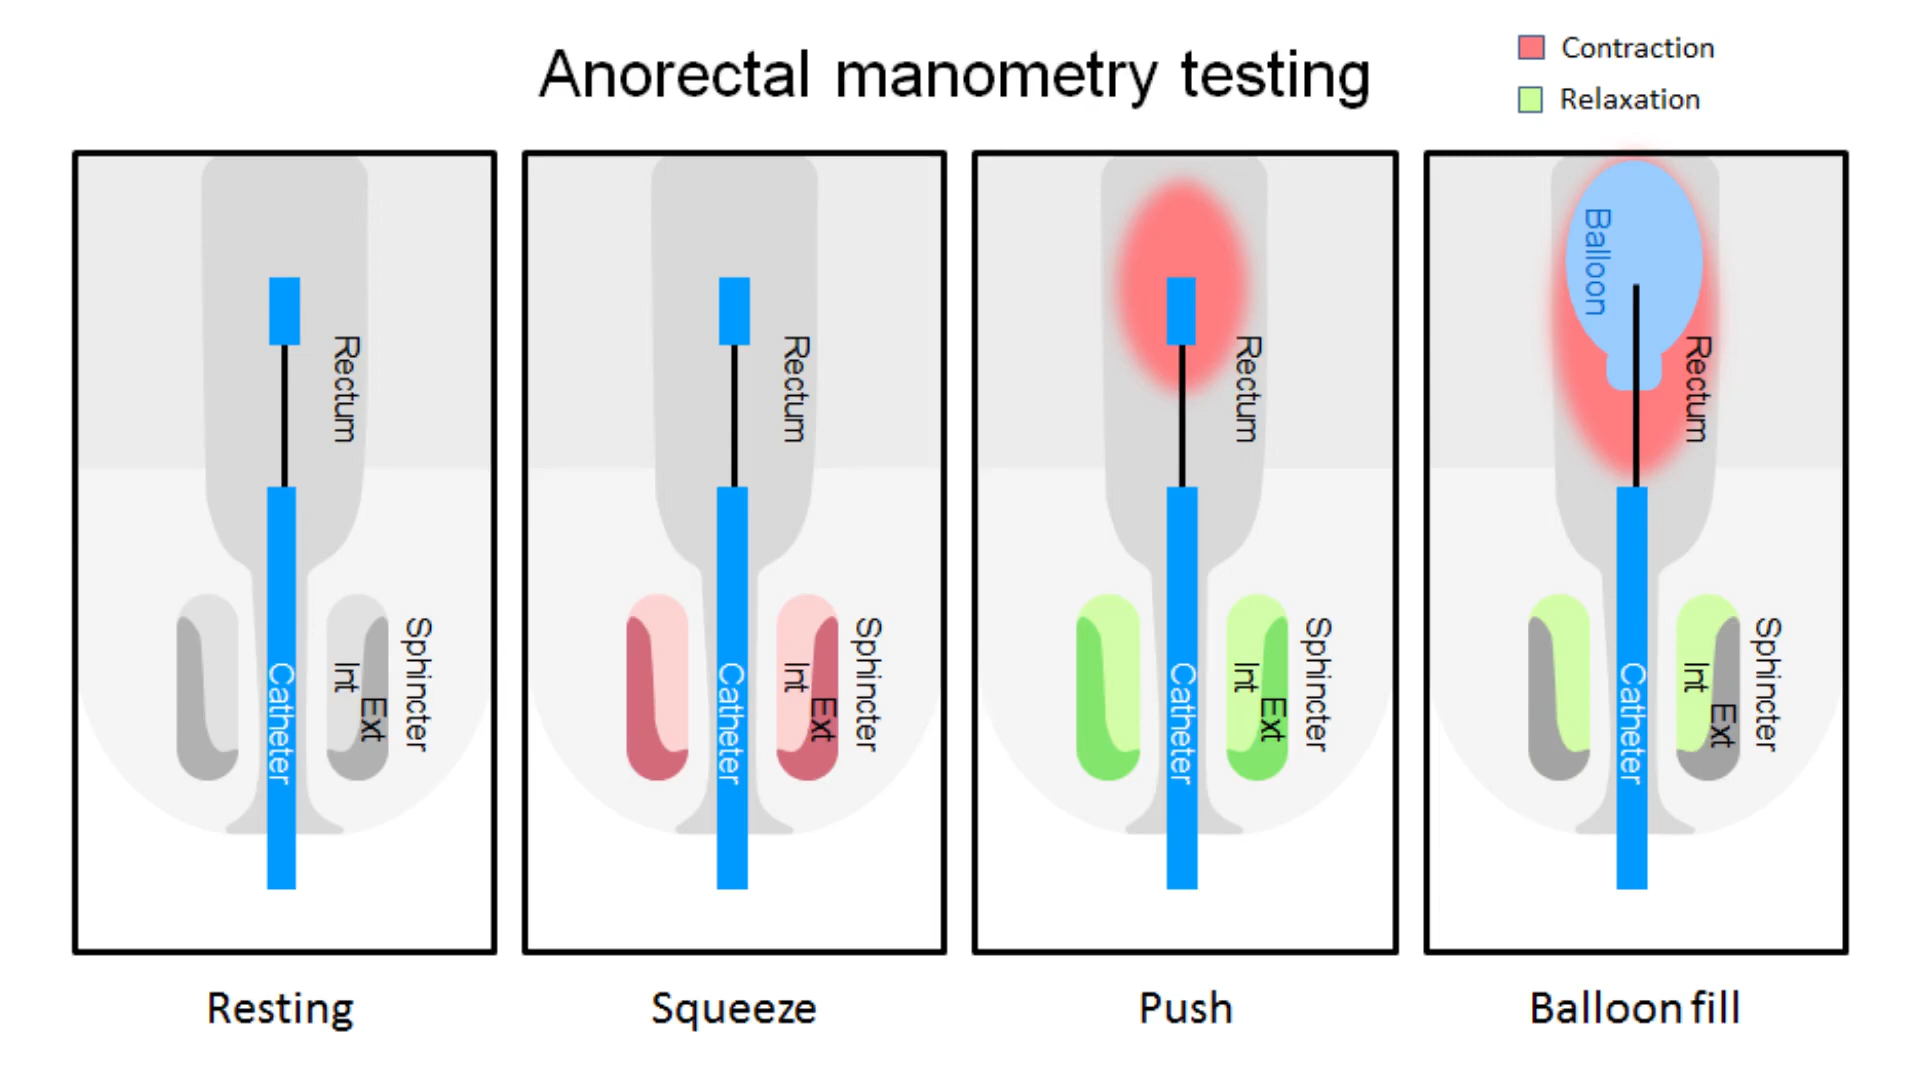 Anorectal manometry testing
Contraction
Relaxation
Rectum
Sphincter
Int
Ext
Catheter
Resting
Rectum
Sphincter
Int
Ext
Catheter
Squeeze
Rectum
Sphincter
Int
Ext
Catheter
Push
Balloon
Rectum
Sphincter
Int
Ext
Catheter
Balloon fill